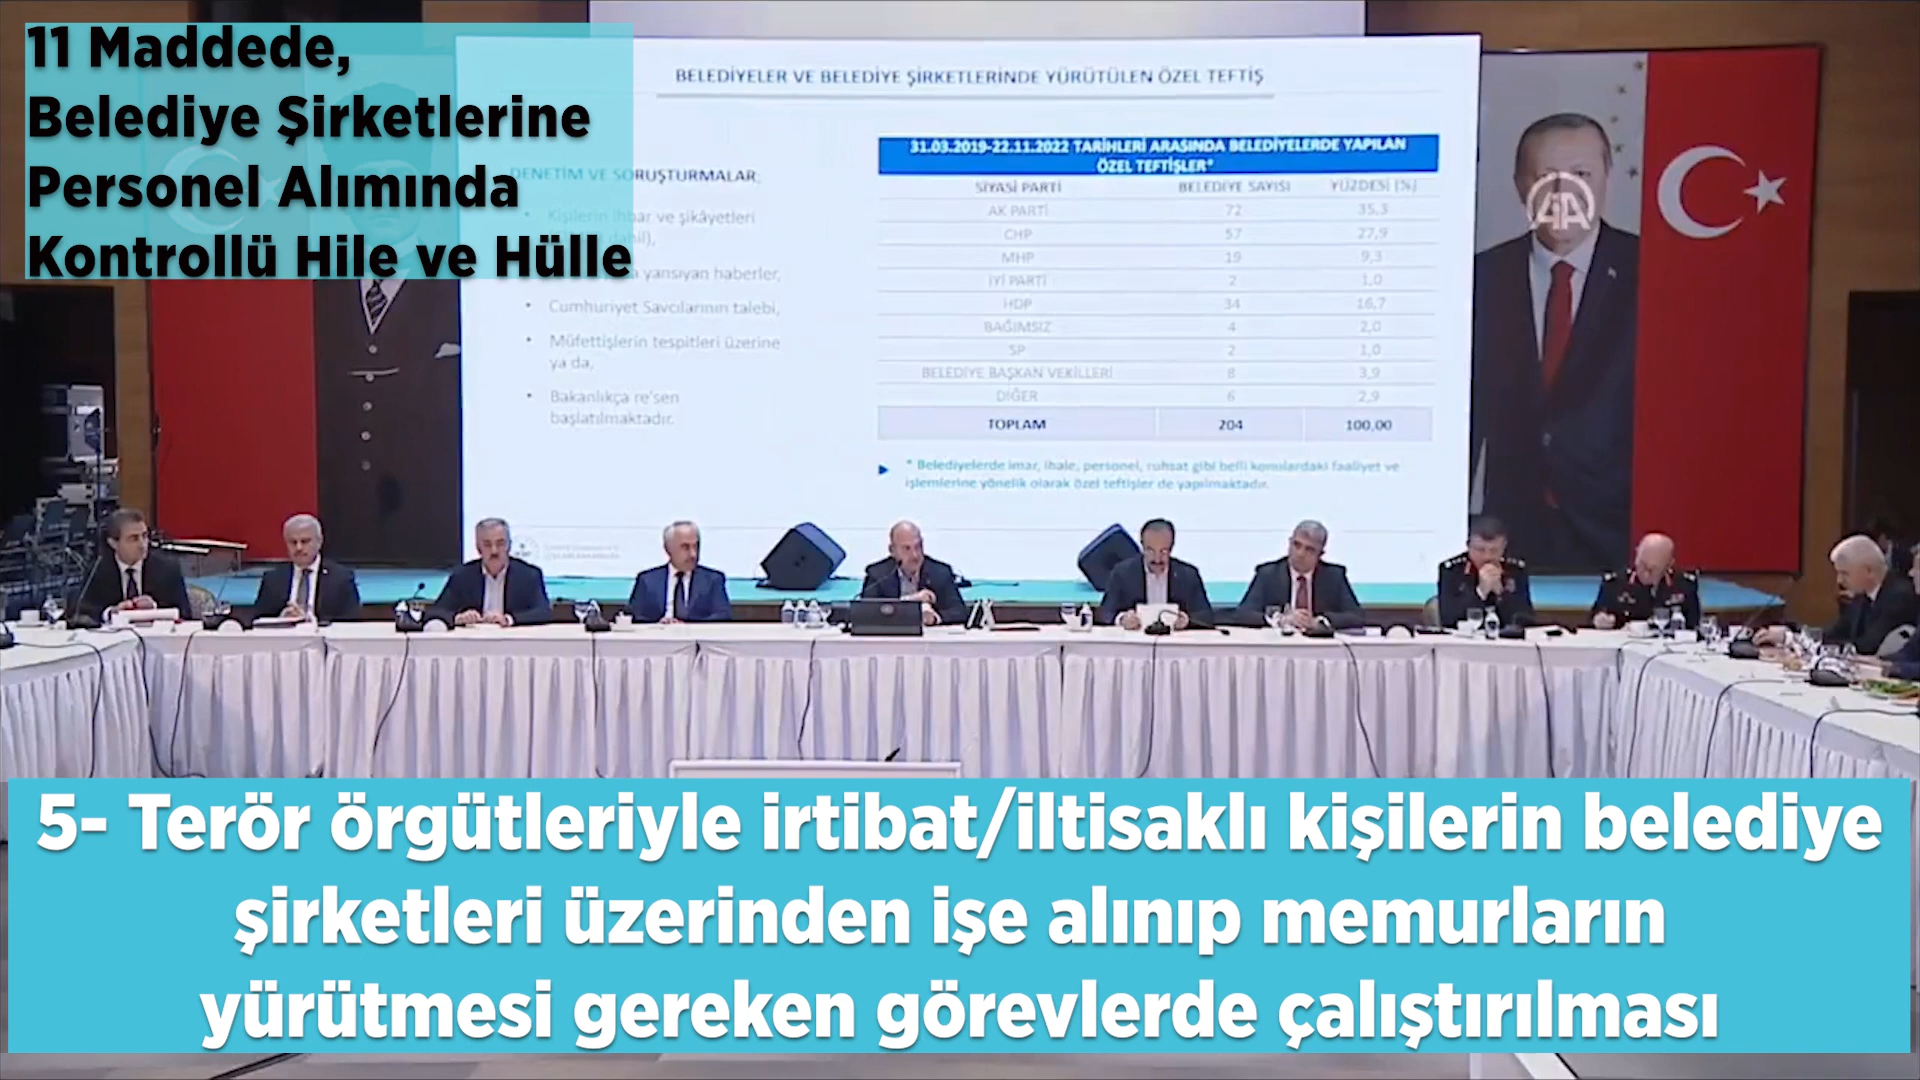 11 Maddede,
Belediye Şirketlerine
Personel Alımında
Kontrollü Hile ve Hülle
BELEDİYELER VE BELEDİYE ŞİRKETLERİNDE YÜRÜTÜLEN ÖZEL TEFTİŞ
DENETİM VE SORUŞTURMALAR;
Kişilerin ihbar ve şikâyetleri
yansıyan haberler,
• Cumhuriyet Savcılarının talebi,
• Müfettişlerin tespitleri üzerine
ya da,
• Bakanlıkça re'sen
başlatılmaktadır.
31.03.2019-22.11.2022 TARİHLERİ ARASINDA BELEDİYELERDE YAPILAN
ÖZEL TEFTİŞLER*
SİYASİ PARTİ BELEDİYE SAYISI YÜZDESİ (%)
AK PARTİ 72 35,3
CHP 57 27,9
MHP 19 9,3
İYİ PARTİ 2 1,0
HDP 34 16,7
BAĞIMSIZ 4 2,0
SP 2 1,0
BELEDİYE BAŞKAN VEKİLLERİ 8 3,9
DİĞER 6 2,9
TOPLAM 204 100,00
* Belediyelerde imar, ihale, personel, ruhsat gibi belli konulardaki faaliyet ve
işlemlerine yönelik olarak özel teftişler de yapılmaktadır.
AA
5- Terör örgütleriyle irtibat/iltisaklı kişilerin belediye
şirketleri üzerinden işe alınıp memurların
yürütmesi gereken görevlerde çalıştırılması